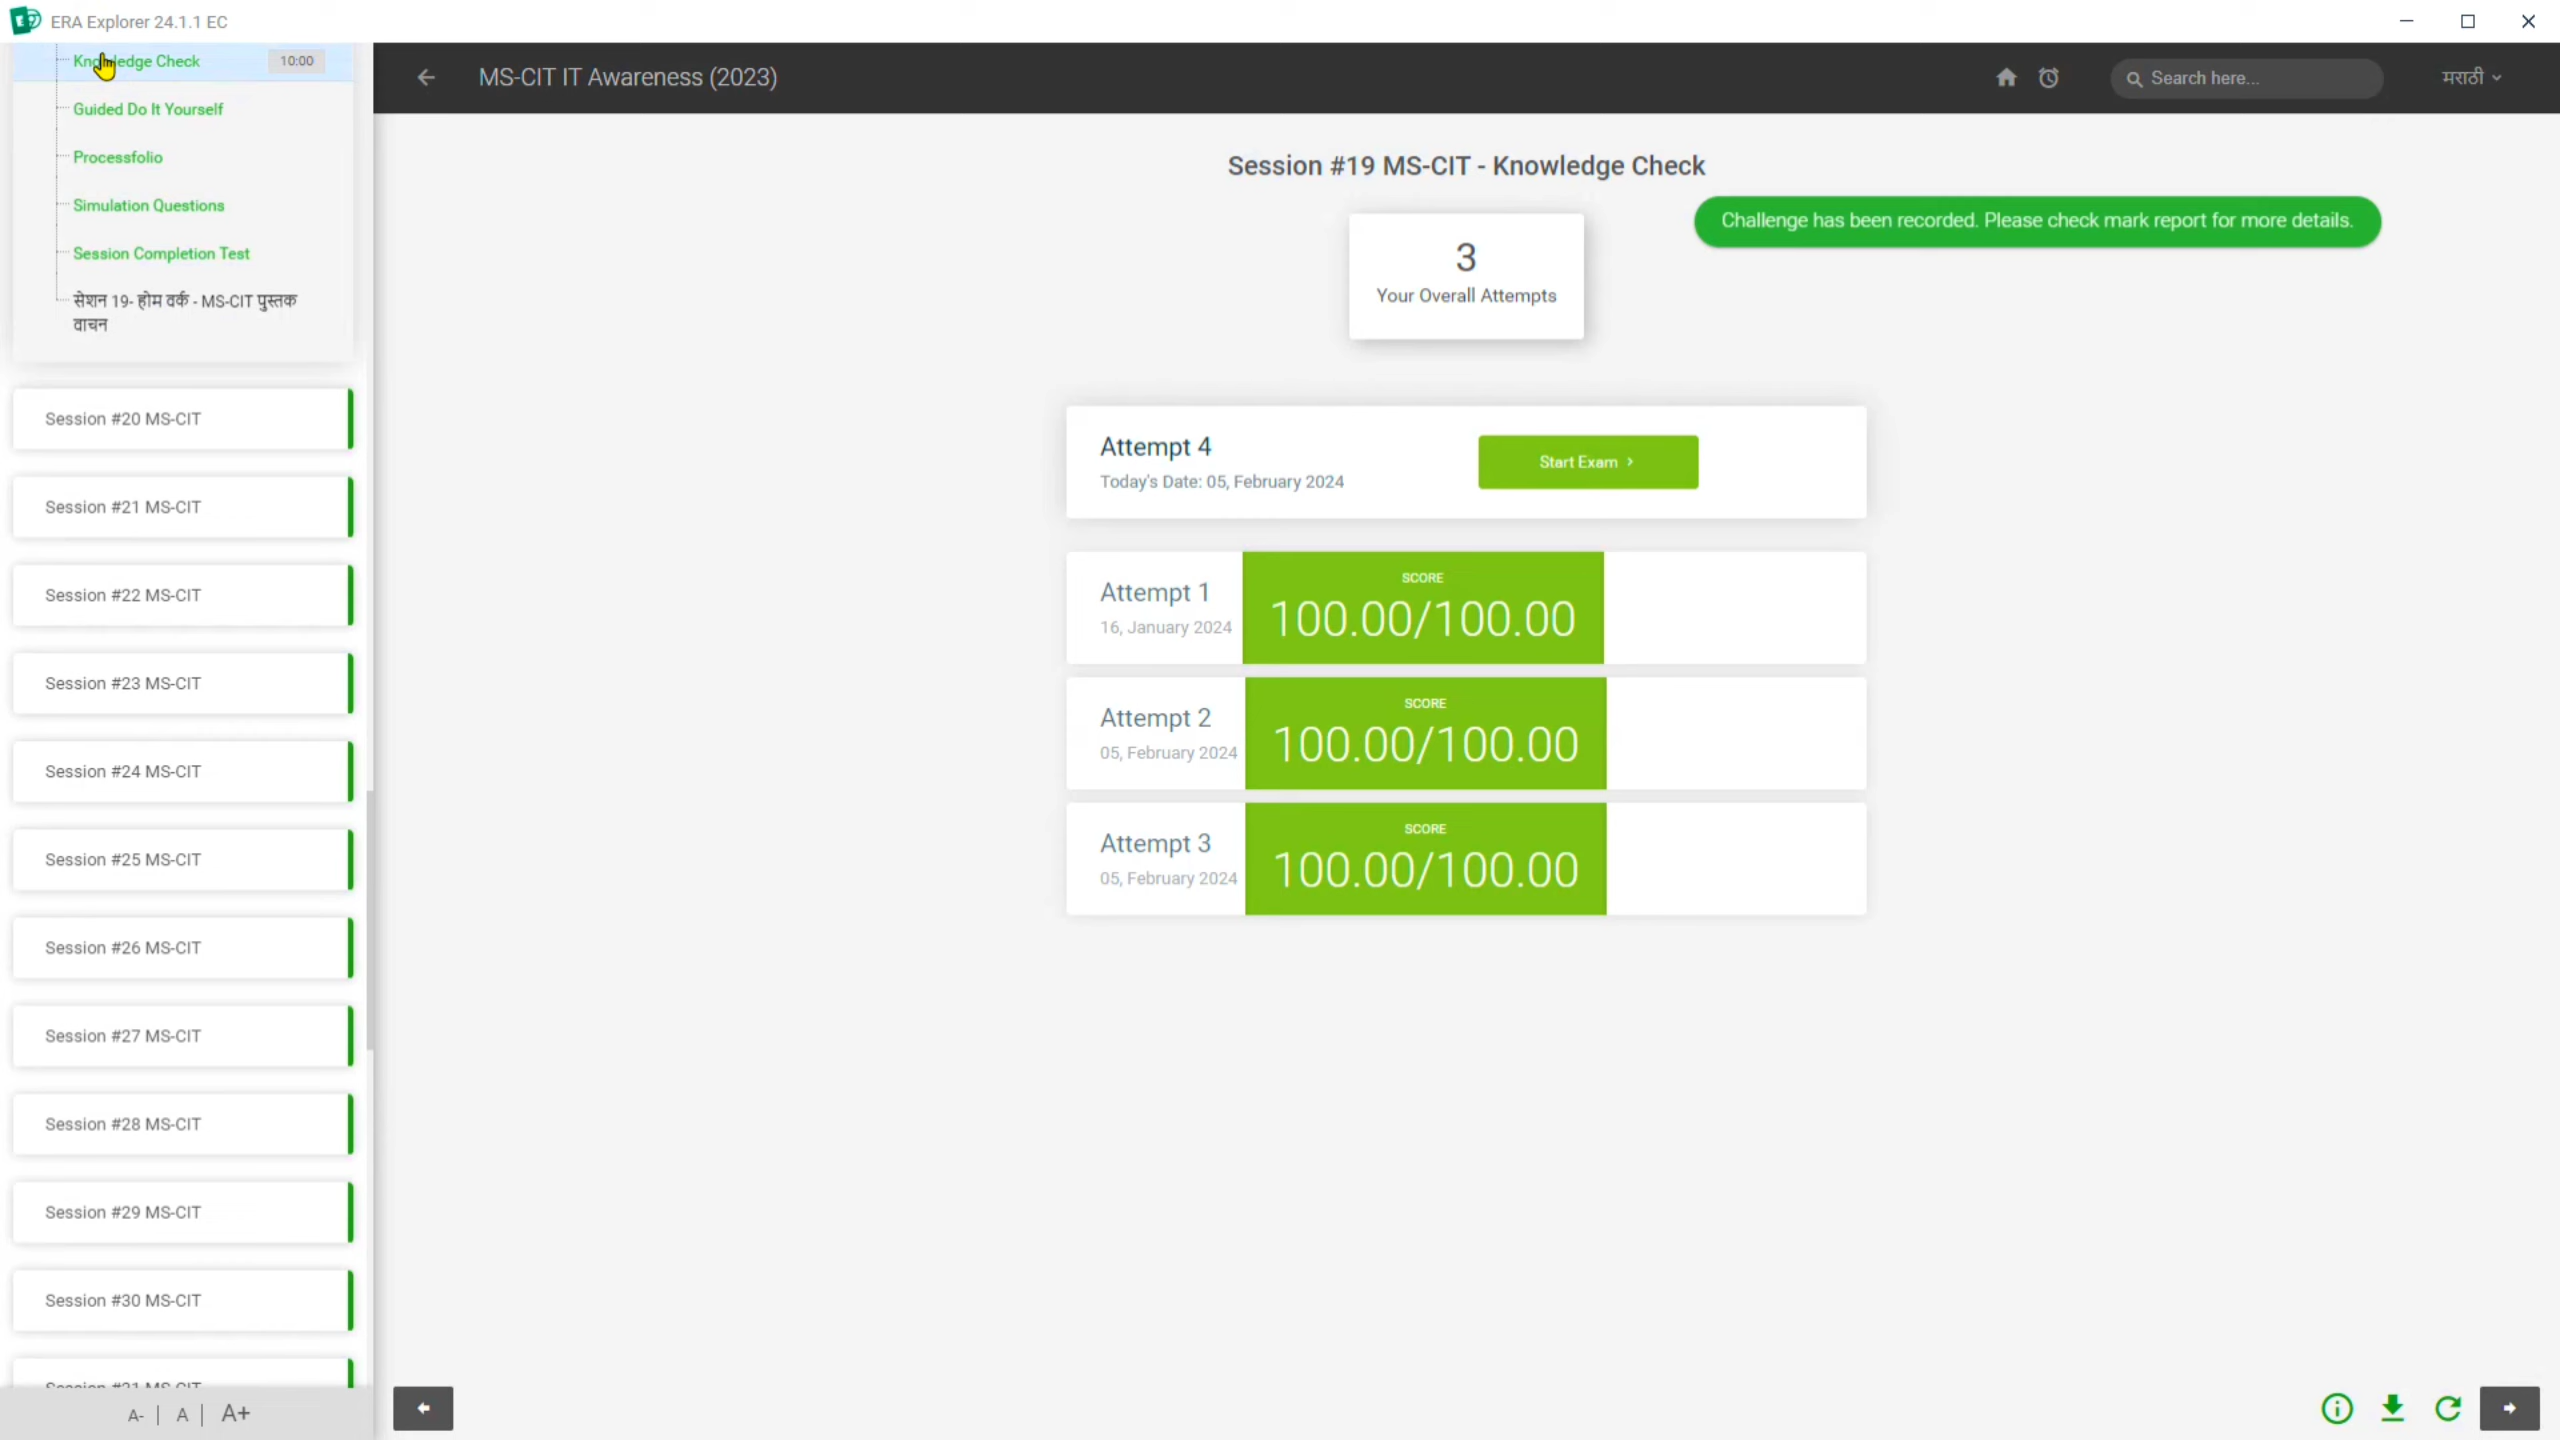 ERA Explorer 24.1.1 EC
Knowledge Check 10:00
Guided Do It Yourself
Processfolio
Simulation Questions
Session Completion Test
सेशन 19- होम वर्क - MS-CIT पुस्तक
वाचन
Session #20 MS-CIT
Session #21 MS-CIT
Session #22 MS-CIT
Session #23 MS-CIT
Session #24 MS-CIT
Session #25 MS-CIT
Session #26 MS-CIT
Session #27 MS-CIT
Session #28 MS-CIT
Session #29 MS-CIT
Session #30 MS-CIT
Session #31 MS-CIT
A- | A | A+
MS-CIT IT Awareness (2023)
Search here...
मराठी
Session #19 MS-CIT - Knowledge Check
Challenge has been recorded. Please check mark report for more details.
3
Your Overall Attempts
Attempt 4
Today's Date: 05, February 2024
Start Exam
Attempt 1
16, January 2024
SCORE
100.00/100.00
Attempt 2
05, February 2024
SCORE
100.00/100.00
Attempt 3
05, February 2024
SCORE
100.00/100.00